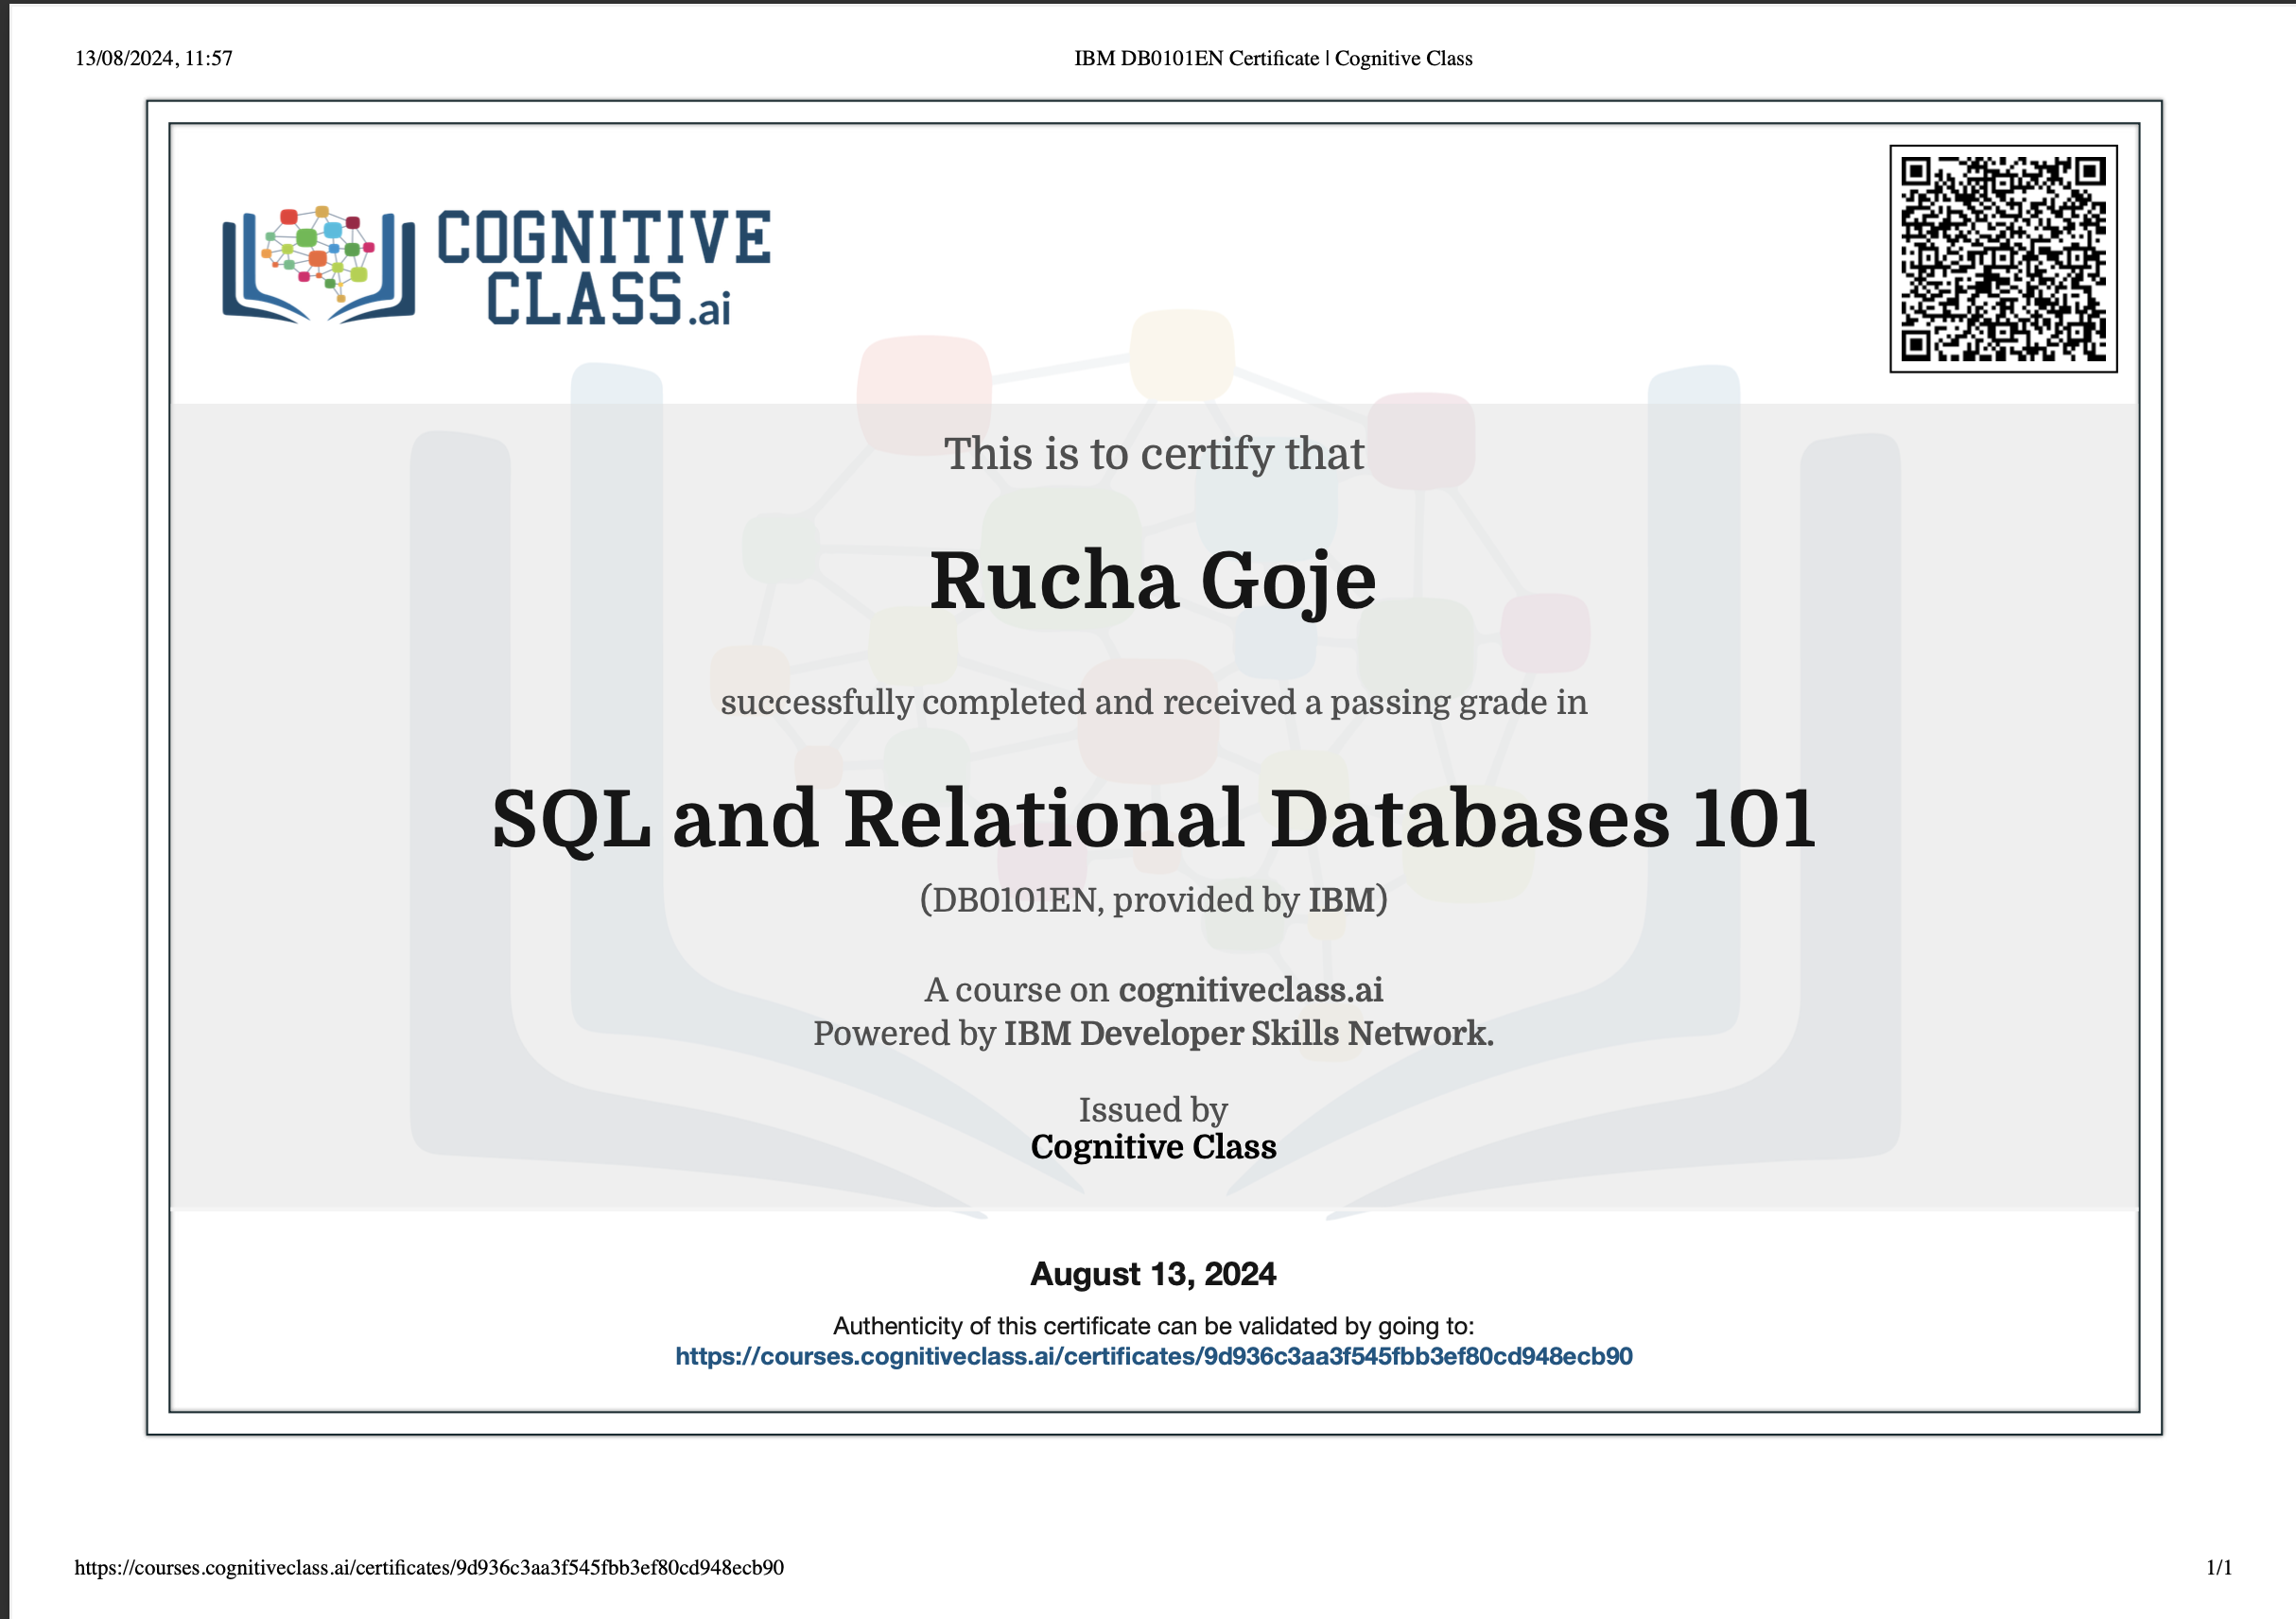 13/08/2024, 11:57
IBM DB0101EN Certificate | Cognitive Class
COGNITIVE
CLASS.ai
This is to certify that
Rucha Goje
successfully completed and received a passing grade in
SQL and Relational Databases 101
(DB0101EN, provided by IBM)
A course on cognitiveclass.ai
Powered by IBM Developer Skills Network.
Issued by
Cognitive Class
August 13, 2024
Authenticity of this certificate can be validated by going to:
https://courses.cognitiveclass.ai/certificates/9d936c3aa3f545fbb3ef80cd948ecb90
https://courses.cognitiveclass.ai/certificates/9d936c3aa3f545fbb3ef80cd948ecb90
1/1